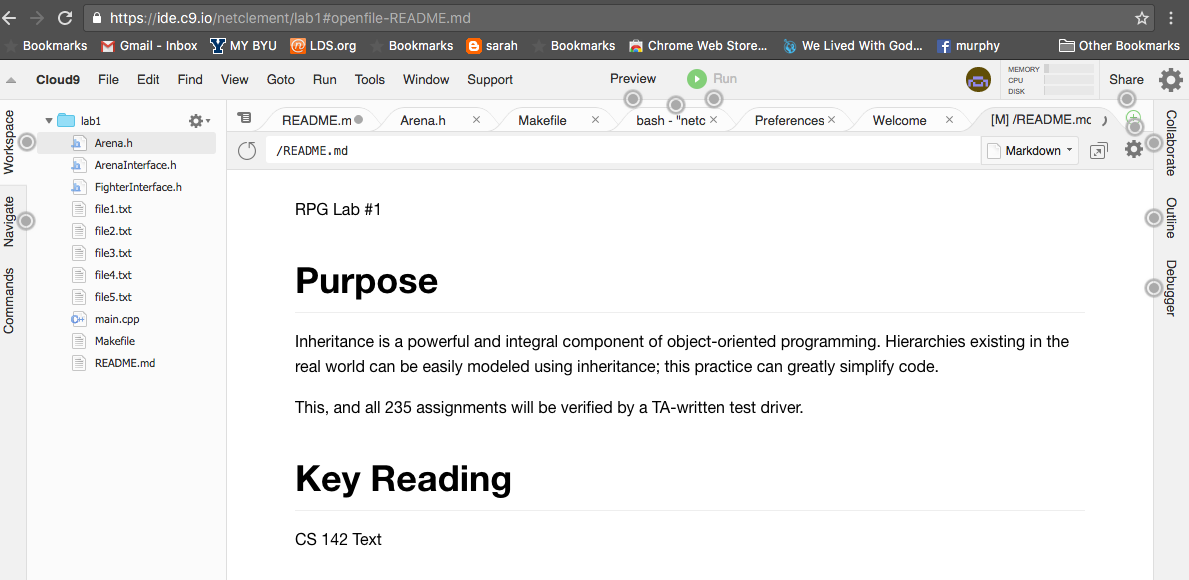 https://ide.c9.io/netclement/lab1#openfile-README.md
Bookmarks Gmail - Inbox MY BYU LDS.org Bookmarks sarah Bookmarks Chrome Web Store... We Lived With God... murphy Other Bookmarks
Cloud9 File Edit Find View Goto Run Tools Window Support Preview Run MEMORY CPU DISK Share
Workspace
Navigate
Commands
lab1
Arena.h
ArenaInterface.h
FighterInterface.h
file1.txt
file2.txt
file3.txt
file4.txt
file5.txt
main.cpp
Makefile
README.md
README.m Arena.h Makefile bash - "netc Preferences Welcome [M] /README.mc
/README.md Markdown
RPG Lab #1
Purpose
Inheritance is a powerful and integral component of object-oriented programming. Hierarchies existing in the
real world can be easily modeled using inheritance; this practice can greatly simplify code.
This, and all 235 assignments will be verified by a TA-written test driver.
Key Reading
CS 142 Text
Collaborate
Outline
Debugger